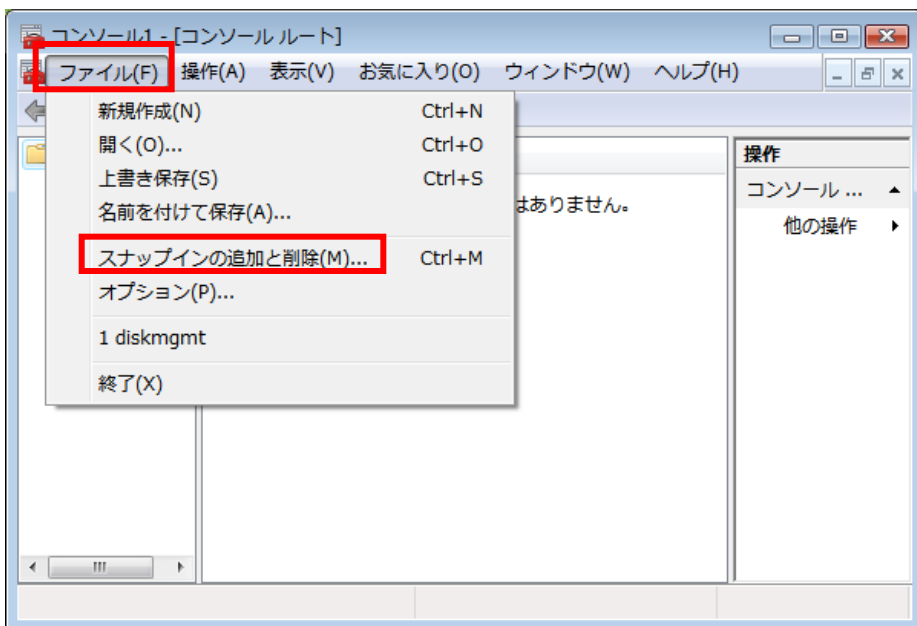 コンソール1 - [コンソール ルート]
ファイル(F) 操作(A) 表示(V) お気に入り(O) ウィンドウ(W) ヘルプ(H)
新規作成(N) Ctrl+N
開く(O)... Ctrl+O
上書き保存(S) Ctrl+S
名前を付けて保存(A)...
スナップインの追加と削除(M)... Ctrl+M
オプション(P)...
1 diskmgmt
終了(X)
はありません。
操作
コンソール ...
他の操作